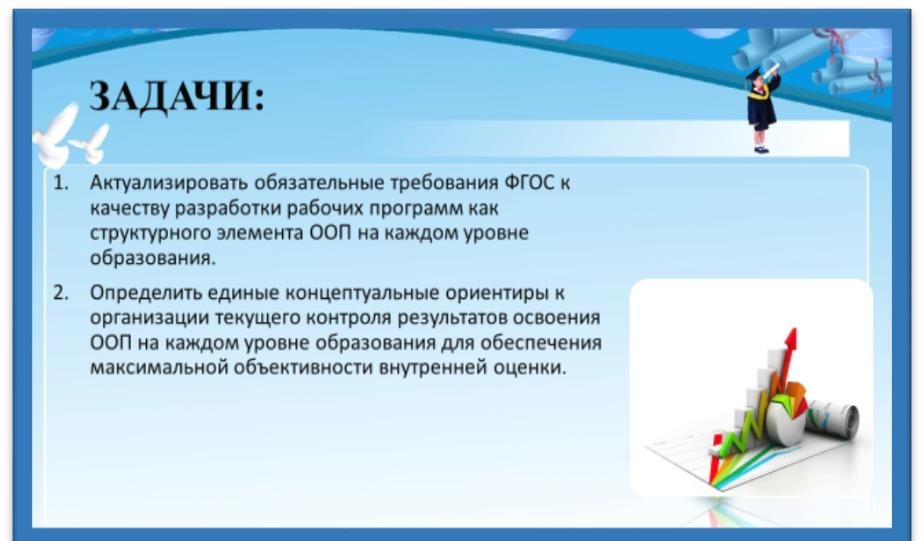 ЗАДАЧИ:
1. Актуализировать обязательные требования ФГОС к
качеству разработки рабочих программ как
структурного элемента ООП на каждом уровне
образования.
2. Определить единые концептуальные ориентиры к
организации текущего контроля результатов освоения
ООП на каждом уровне образования для обеспечения
максимальной объективности внутренней оценки.